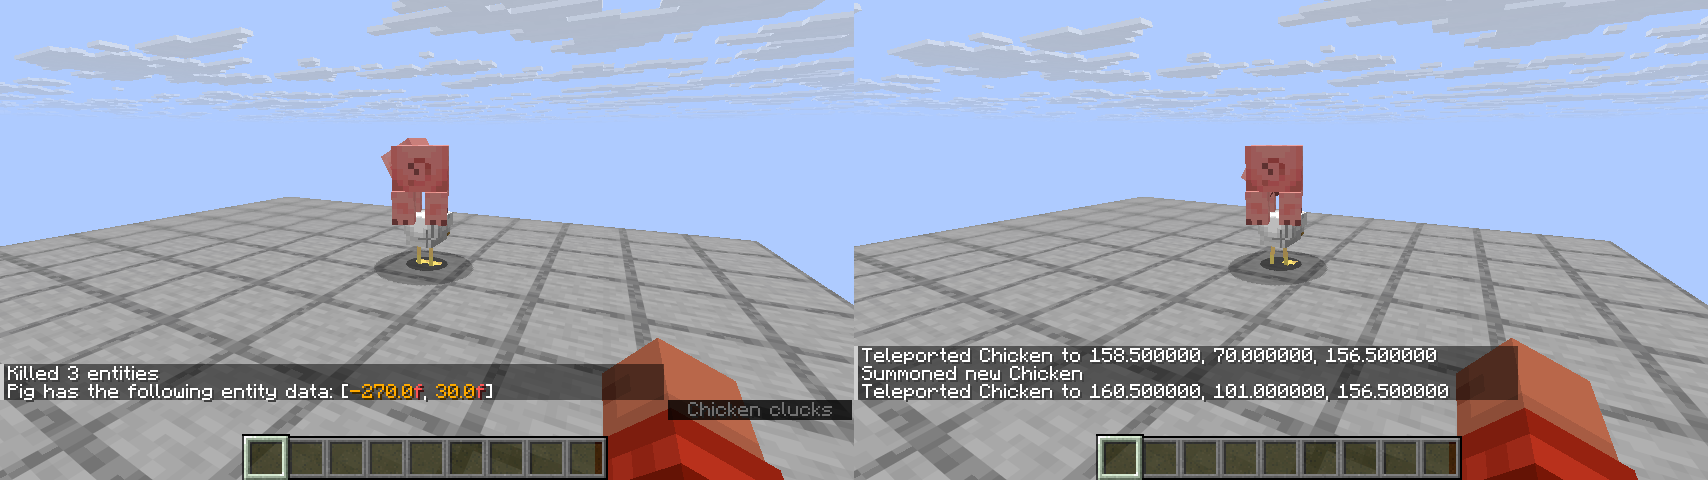 Killed 3 entities
Pig has the following entity data: [-270.0f, 30.0f]
Chicken clucks
Teleported Chicken to 158.500000, 70.000000, 156.500000
Summoned new Chicken
Teleported Chicken to 160.500000, 101.000000, 156.500000